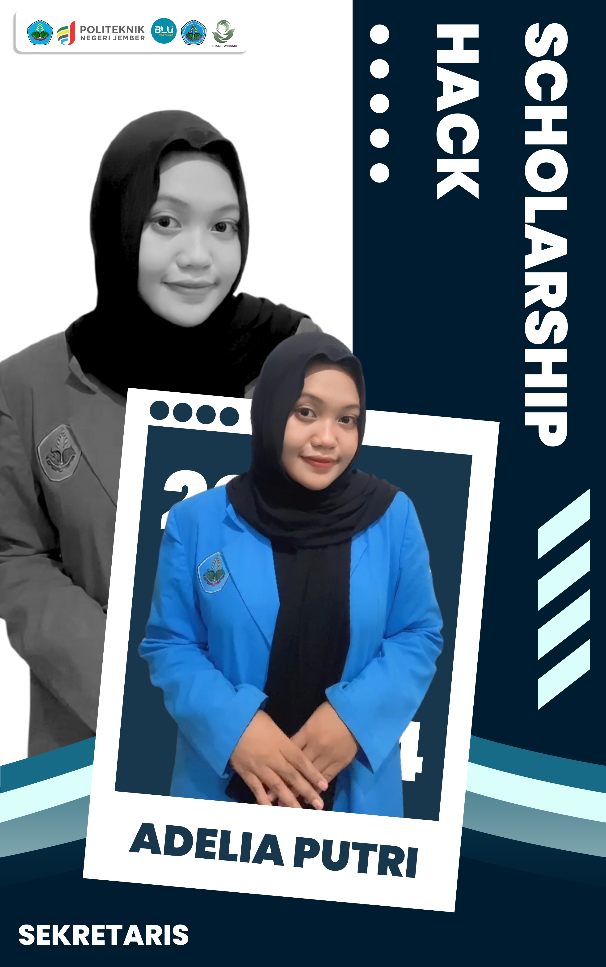 POLITEKNIK
NEGERI JEMBER
BLU
SCHOLARSHIP
HACK
ADELIA PUTRI
SEKRETARIS